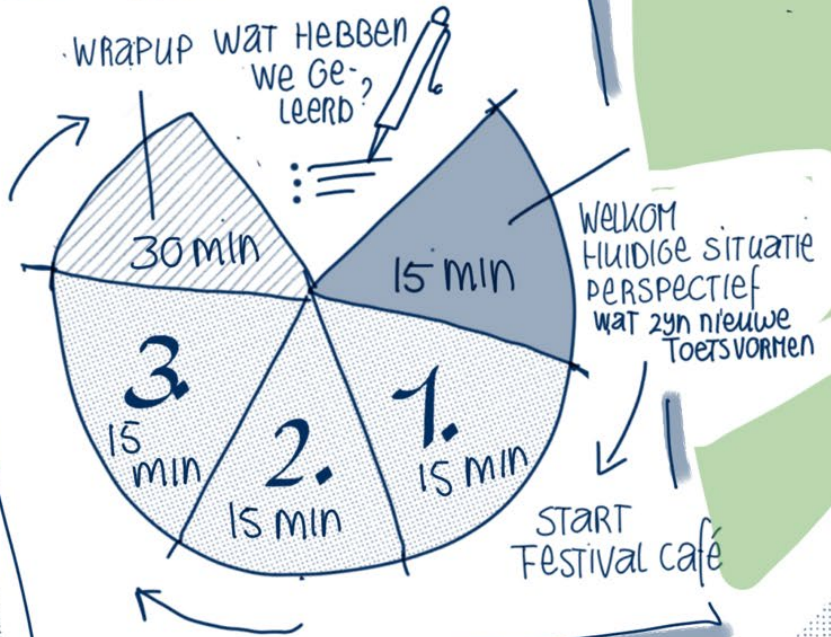 WRAPUP
WAT HEBBEN
WE GE-
LEERD?
30 MIN
15 MIN
WELKOM
HUIDIGE SITUATIE
PERSPECTIEF
WAT ZYN NIEUWE
TOETSVORMEN
1.
15 MIN
2.
15 MIN
3.
15
MIN
START
FESTIVAL Café